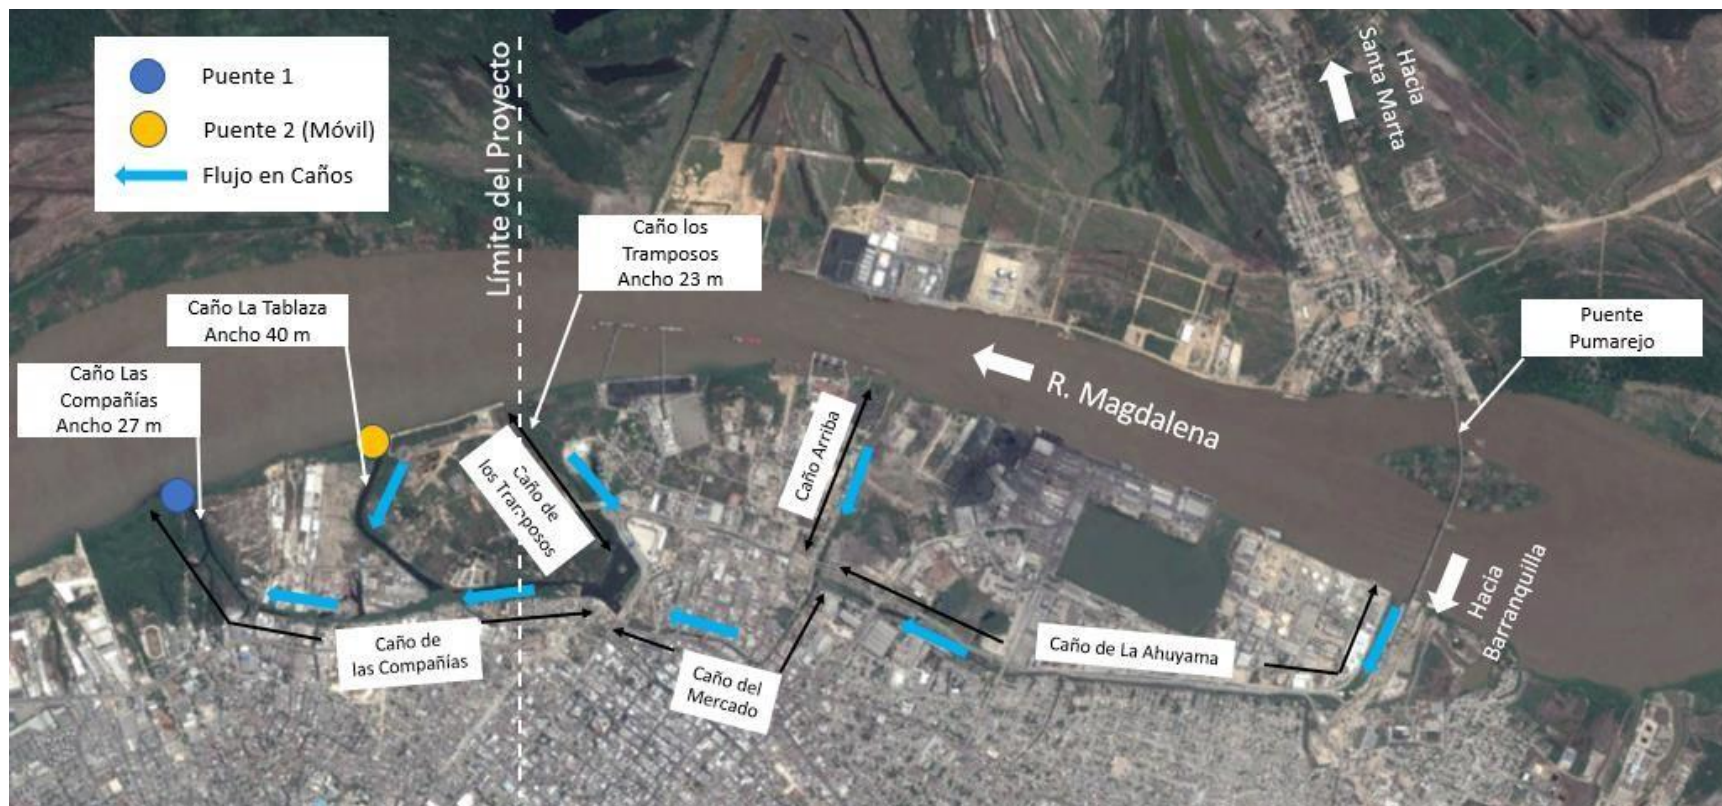 Puente 1
Puente 2 (Móvil)
Flujo en Caños
Límite del Proyecto
Hacia
Santa Marta
Caño los
Tramposos
Ancho 23 m
Caño La Tablaza
Ancho 40 m
Caño Las
Compañías
Ancho 27 m
Puente
Pumarejo
R. Magdalena
Caño Arriba
Caño de
los Tramposos
Hacia
Barranquilla
Caño de
las Compañías
Caño del
Mercado
Caño de La Ahuyama